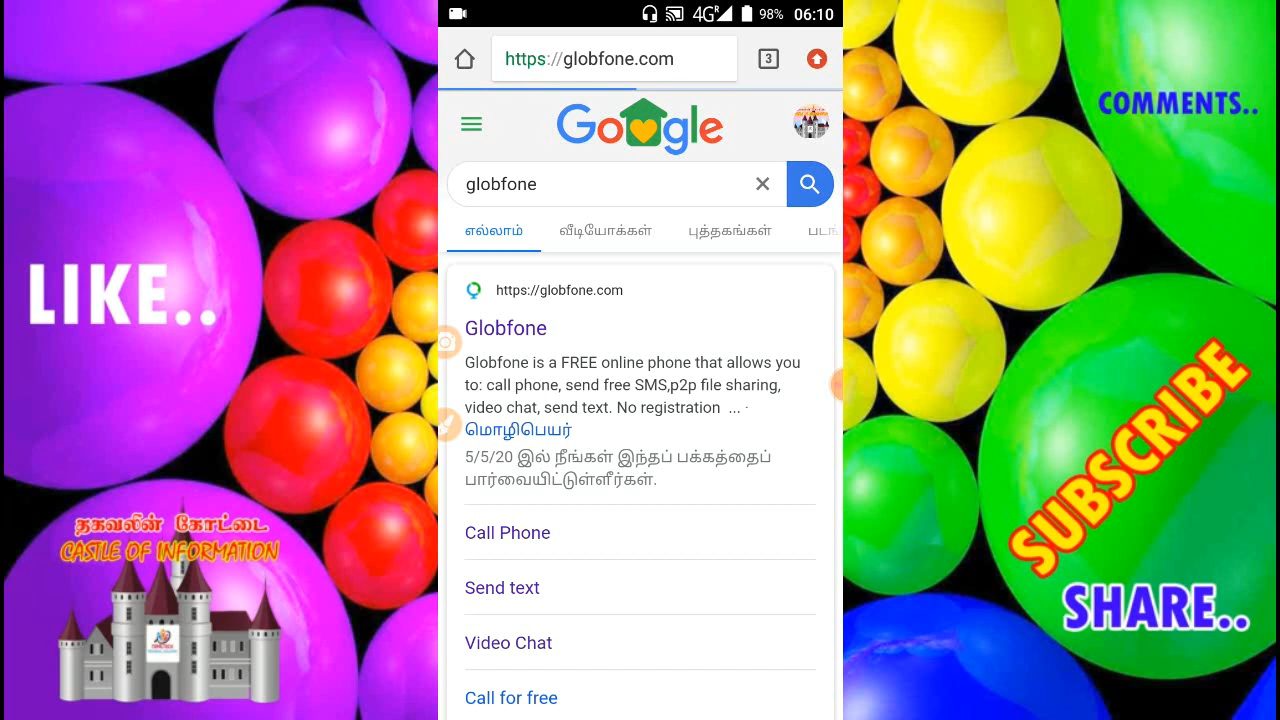 98% 06:10
4G R
https://globfone.com
3
Google
globfone
எல்லாம் வீடியோக்கள் புத்தகங்கள்
https://globfone.com
Globfone
Globfone is a FREE online phone that allows you
to: call phone, send free SMS,p2p file sharing,
video chat, send text. No registration ... ·
மொழிபெயர்
5/5/20 இல் நீங்கள் இந்தப் பக்கத்தைப்
பார்வையிட்டுள்ளீர்கள்.
Call Phone
Send text
Video Chat
Call for free
LIKE..
தகவலின் கோட்டை
CASTLE OF INFORMATION
COMMENTS..
SUBSCRIBE
SHARE..